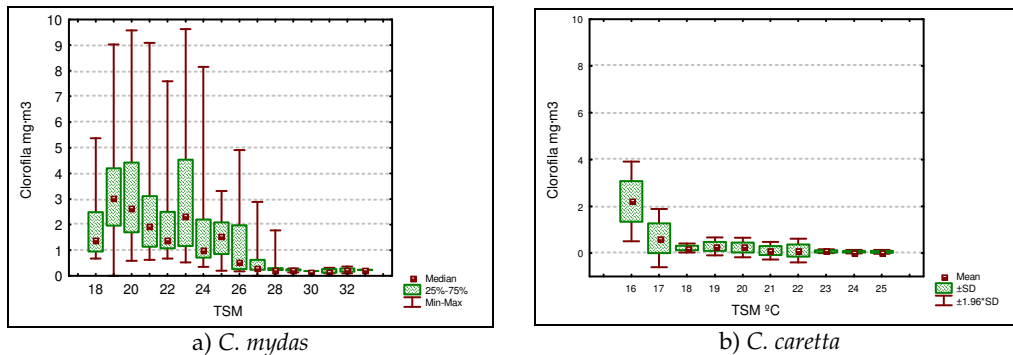 10
9
8
7
6
5
4
3
2
1
0
Clorofila mg·m3
18 20 22 24 26 28 30 32
TSM
Median
25%-75%
Min-Max
a) C. mydas
10
8
6
4
2
0
Clorofila mg·m3
16 17 18 19 20 21 22 23 24 25
TSM ºC
Mean
±SD
±1.96*SD
b) C. caretta